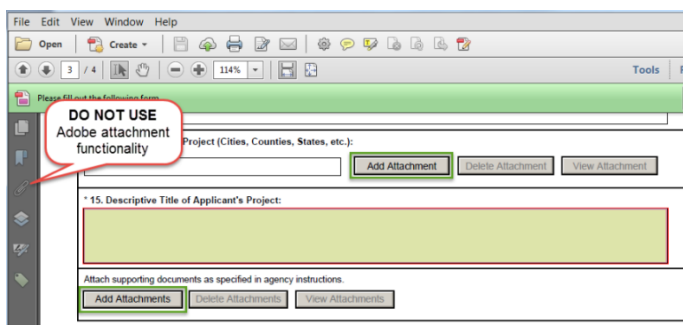 File Edit View Window Help
Open Create
3 / 4 114% Tools
Please fill out the following form
DO NOT USE
Adobe attachment
functionality
Project (Cities, Counties, States, etc.):
Add Attachment Delete Attachment View Attachment
* 15. Descriptive Title of Applicant's Project:
Attach supporting documents as specified in agency instructions.
Add Attachments Delete Attachments View Attachments